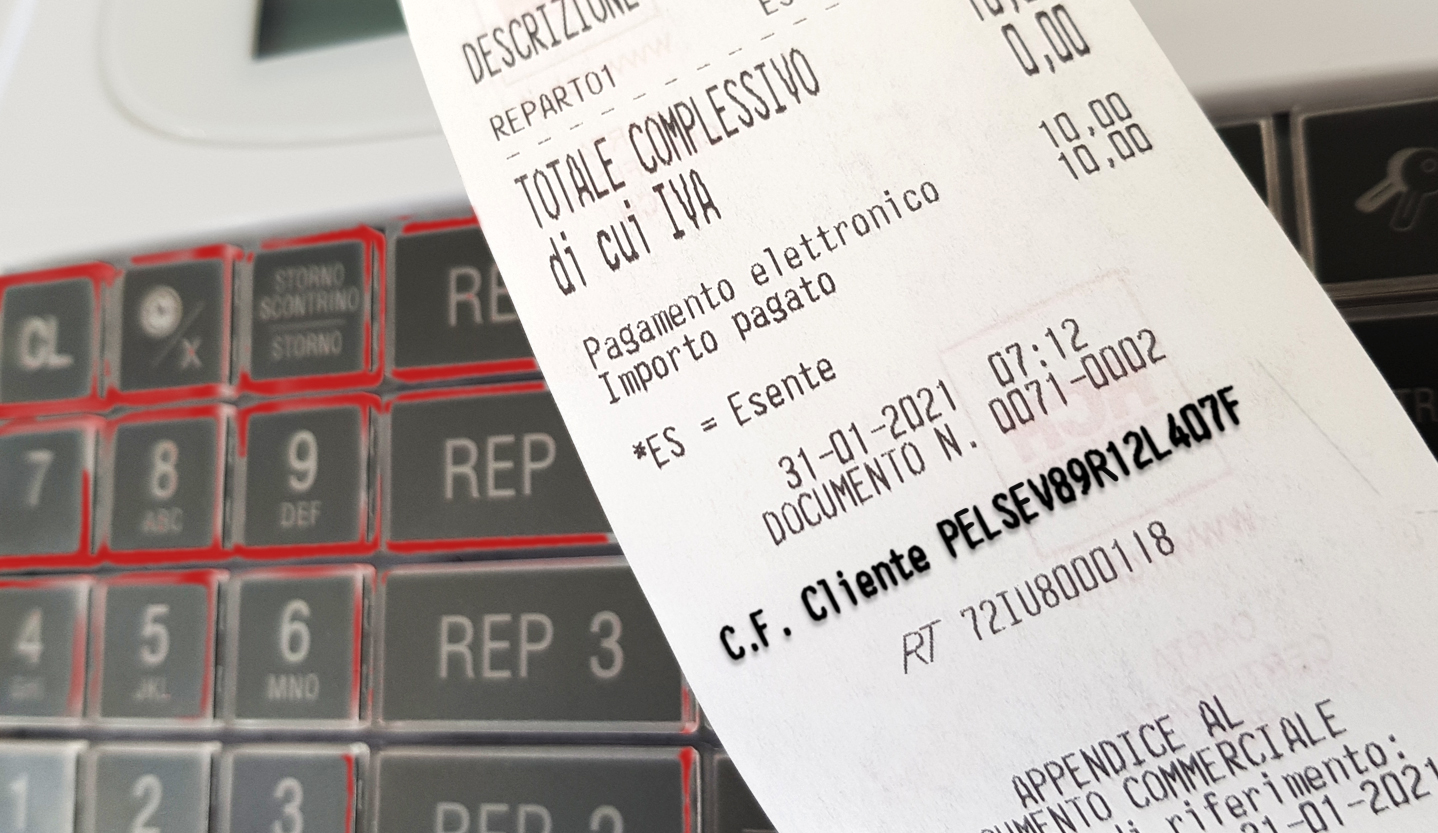 DESCRIZIONE
REPARTO1
TOTALE COMPLESSIVO
di cui IVA 0,00
Pagamento elettronico 10,00
Importo pagato 10,00
*ES = Esente
31-01-2021 07:12
DOCUMENTO N. 0071-0002
C.F. Cliente PELSEV89R12L407F
RT 72IU8000118
APPENDICE AL
COMMERCIALE
riferimento:
CL
X
STORNO
SCONTRINO
STORNO
7
8 ABC
9 DEF
REP
4
5 JKL
6 MNO
REP 3
1
2
3